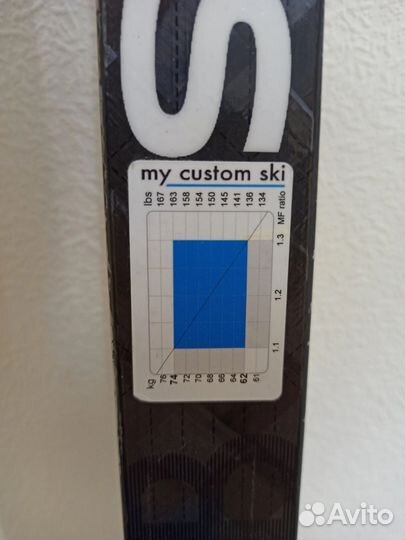 S
my custom ski
lbs 167 163 158 154 150 145 141 136 134 MF ratio
1.3
1.2
1.1
kg 76 74 72 70 68 66 64 62 61
Avito